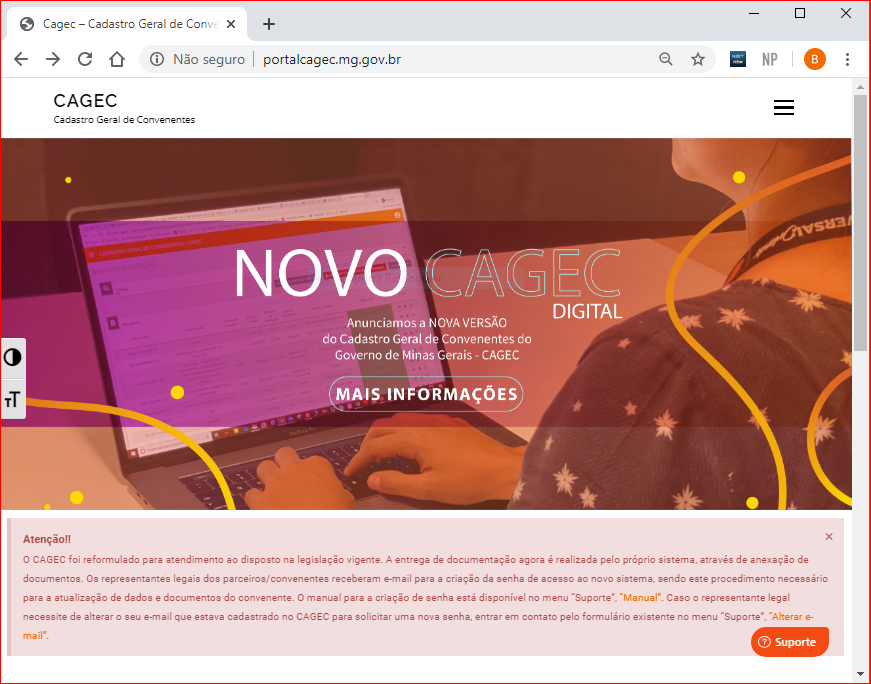 Cagec – Cadastro Geral de Conve
Não seguro | portalcagec.mg.gov.br
NP
B
CAGEC
Cadastro Geral de Convenentes
NOVO CAGEC
DIGITAL
Anunciamos a NOVA VERSÃO
do Cadastro Geral de Convenentes do
Governo de Minas Gerais - CAGEC
MAIS INFORMAÇÕES
TT
Atenção!!
O CAGEC foi reformulado para atendimento ao disposto na legislação vigente. A entrega de documentação agora é realizada pelo próprio sistema, através de anexação de
documentos. Os representantes legais dos parceiros/convenentes receberam e-mail para a criação da senha de acesso ao novo sistema, sendo este procedimento necessário
para a atualização de dados e documentos do convenente. O manual para a criação de senha está disponível no menu "Suporte", "Manual". Caso o representante legal
necessite de alterar o seu e-mail que estava cadastrado no CAGEC para solicitar uma nova senha, entrar em contato pelo formulário existente no menu "Suporte", "Alterar e-
mail".
Suporte